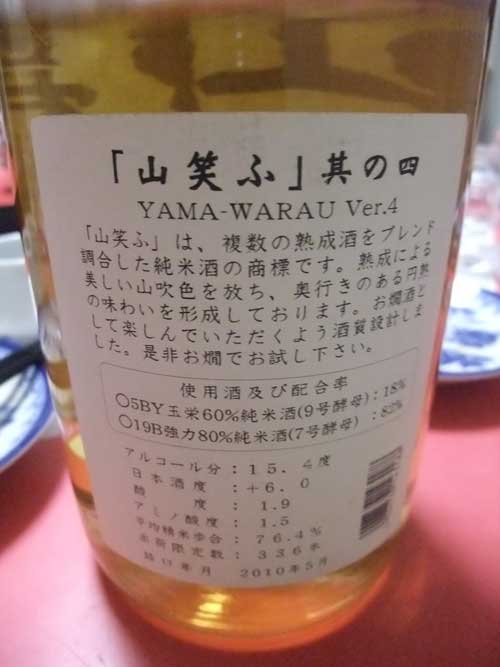 「山笑ふ」其の四
YAMA-WARAU Ver.4
「山笑ふ」は、複数の熟成酒をブレンド
調合した純米酒の商標です。熟成による
美しい山吹色を放ち、奥行きのある円熟
の味わいを形成しております。お燗酒と
して楽しんでいただくよう酒質設計しま
した。是非お燗でお試し下さい。
使用酒及び配合率
○5BY玉栄60%純米酒(9号酵母):18%
○19B強力80%純米酒(7号酵母) :82%
アルコール分:15.4度
日本酒度:+6.0
酸度:1.9
アミノ酸度:1.5
平均精米歩合:76.4%
出荷限定数:336本
詰口年月 2010年5月